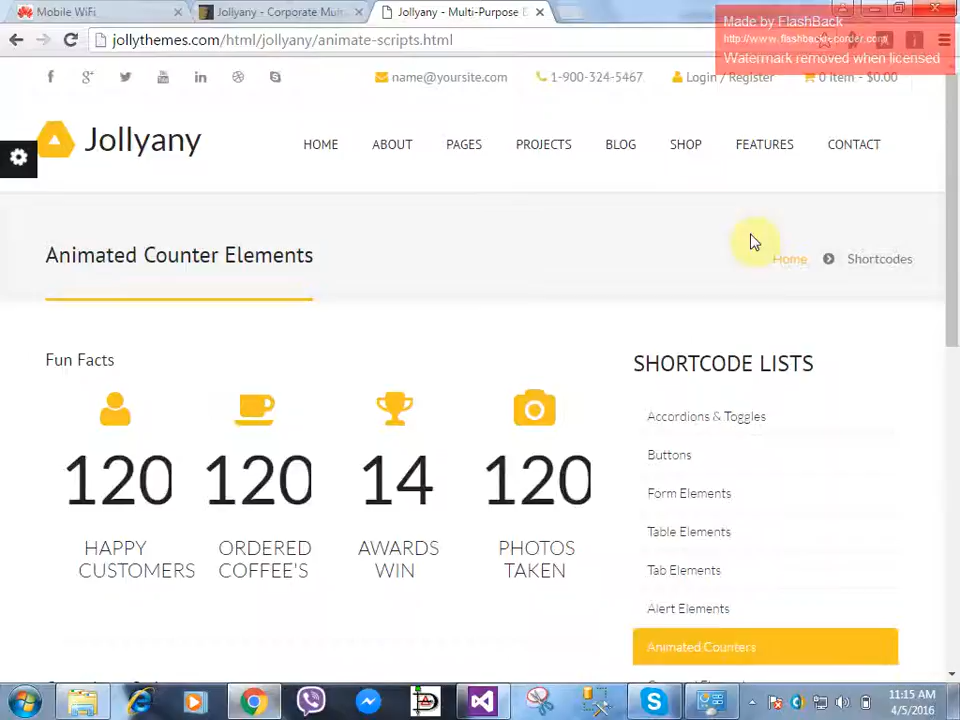 Mobile WiFi
Jollyany - Corporate Mult
Jollyany - Multi-Purpose E
Made by FlashBack
http://www.flashbackrecorder.com/
Watermark removed when licensed
jollythemes.com/html/jollyany/animate-scripts.html
name@yoursite.com
1-900-324-5467
Login / Register
0 Item - $0.00
Jollyany
HOME
ABOUT
PAGES
PROJECTS
BLOG
SHOP
FEATURES
CONTACT
Animated Counter Elements
Home
Shortcodes
Fun Facts
SHORTCODE LISTS
120
120
14
120
HAPPY
CUSTOMERS
ORDERED
COFFEE'S
AWARDS
WIN
PHOTOS
TAKEN
Accordions & Toggles
Buttons
Form Elements
Table Elements
Tab Elements
Alert Elements
Animated Counters
11:15 AM
4/5/2016